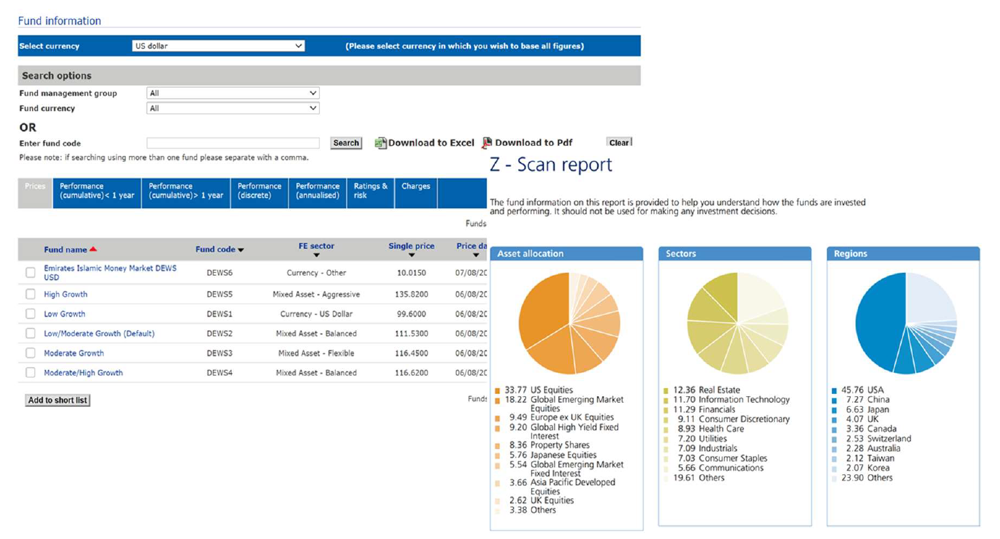 Fund information
Select currency
US dollar
(Please select currency in which you wish to base all figures)
Search options
Fund management group
All
Fund currency
All
OR
Enter fund code
Search
Download to Excel
Download to Pdf
Clear
Please note: if searching using more than one fund please separate with a comma.
Prices
Performance
(cumulative)< 1 year
Performance
(cumulative)> 1 year
Performance
(discrete)
Performance
(annualised)
Ratings &
risk
Charges
Funds
Fund name
Fund code
FE sector
Single price
Price da
Emirates Islamic Money Market DEWS
USD
DEWS6
Currency - Other
10.0150
07/08/20
High Growth
DEWS5
Mixed Asset - Aggressive
135.8200
06/08/20
Low Growth
DEWS1
Currency - US Dollar
99.6000
06/08/20
Low/Moderate Growth (Default)
DEWS2
Mixed Asset - Balanced
111.5300
06/08/20
Moderate Growth
DEWS3
Mixed Asset - Flexible
116.4500
06/08/20
Moderate/High Growth
DEWS4
Mixed Asset - Balanced
116.6200
06/08/20
Add to short list
Funds
Z - Scan report
The fund information on this report is provided to help you understand how the funds are invested
and performing. It should not be used for making any investment decisions.
Asset allocation
33.77 US Equities
18.22 Global Emerging Market
Equities
9.49 Europe ex UK Equities
9.20 Global High Yield Fixed
Interest
8.36 Property Shares
5.76 Japanese Equities
5.54 Global Emerging Market
Fixed Interest
3.66 Asia Pacific Developed
Equities
2.62 UK Equities
3.38 Others
Sectors
12.36 Real Estate
11.70 Information Technology
11.29 Financials
9.11 Consumer Discretionary
8.93 Health Care
7.20 Utilities
7.09 Industrials
7.03 Consumer Staples
5.66 Communications
19.61 Others
Regions
45.76 USA
7.27 China
6.63 Japan
4.07 UK
3.36 Canada
2.53 Switzerland
2.28 Australia
2.12 Taiwan
2.07 Korea
23.90 Others